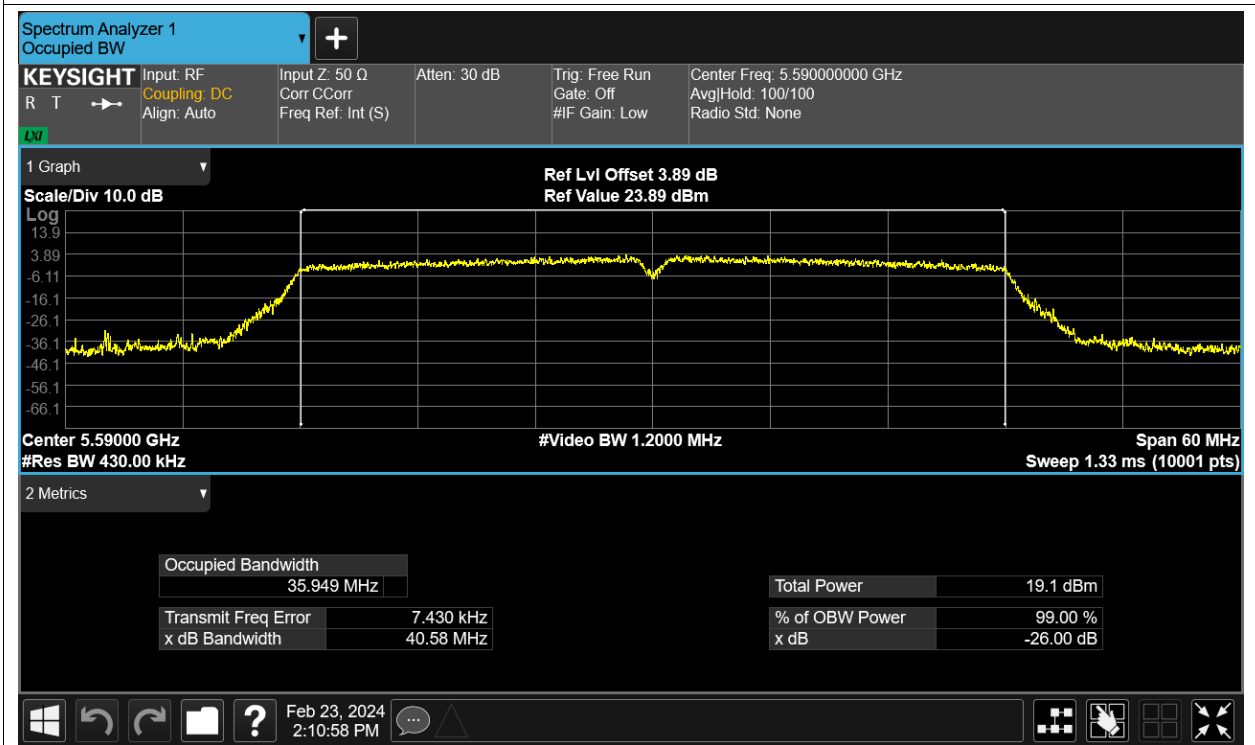 Spectrum Analyzer 1
Occupied BW
KEYSIGHT
R T
LXI
Input: RF
Coupling: DC
Align: Auto
Input Z: 50 Ω
Corr CCorr
Freq Ref: Int (S)
Atten: 30 dB
Trig: Free Run
Gate: Off
#IF Gain: Low
Center Freq: 5.590000000 GHz
Avg|Hold: 100/100
Radio Std: None
1 Graph
Scale/Div 10.0 dB
Ref Lvl Offset 3.89 dB
Ref Value 23.89 dBm
Log
13.9
3.89
-6.11
-16.1
-26.1
-36.1
-46.1
-56.1
-66.1
Center 5.59000 GHz
#Video BW 1.2000 MHz
Span 60 MHz
#Res BW 430.00 kHz
Sweep 1.33 ms (10001 pts)
2 Metrics
Occupied Bandwidth
35.949 MHz
Total Power 19.1 dBm
Transmit Freq Error 7.430 kHz
% of OBW Power 99.00 %
x dB Bandwidth 40.58 MHz
x dB -26.00 dB
?
Feb 23, 2024
2:10:58 PM